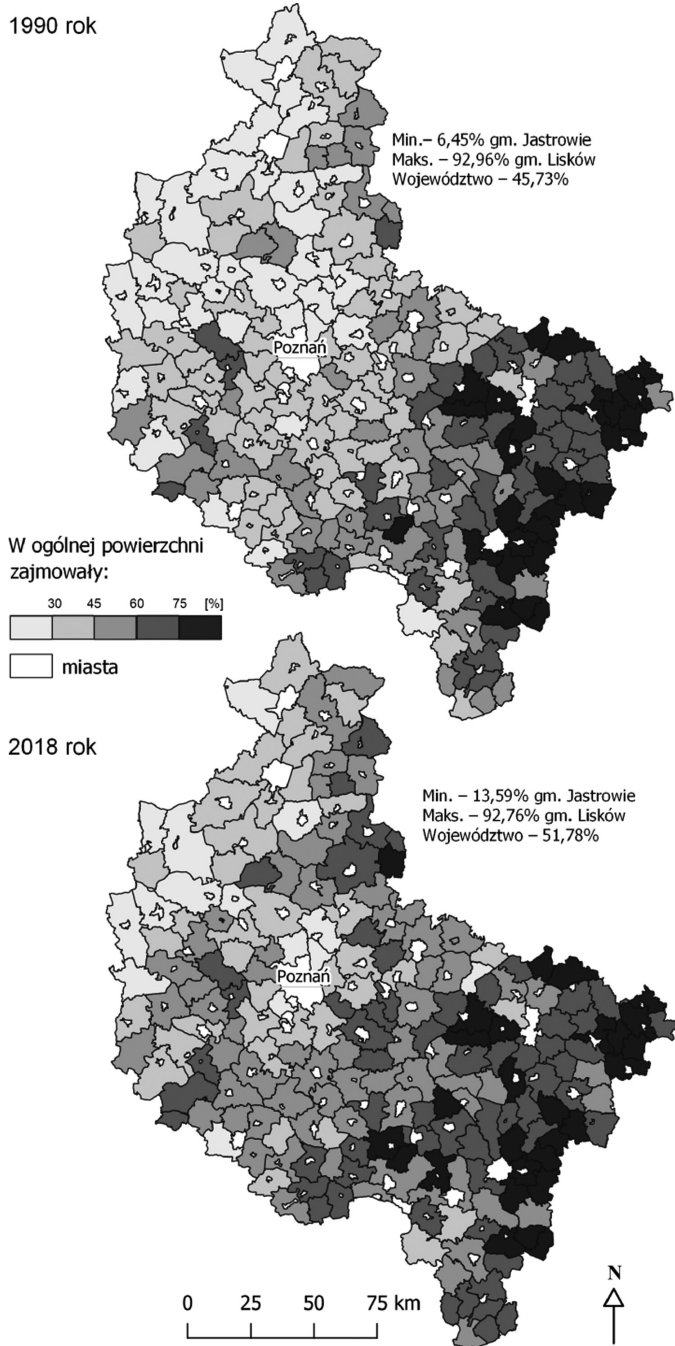 1990 rok
Min.– 6,45% gm. Jastrowie
Maks. – 92,96% gm. Lisków
Województwo – 45,73%
Poznań
W ogólnej powierzchni
zajmowały:
30 45 60 75 [%]
miasta
2018 rok
Min. – 13,59% gm. Jastrowie
Maks. – 92,76% gm. Lisków
Województwo – 51,78%
Poznań
N
0 25 50 75 km